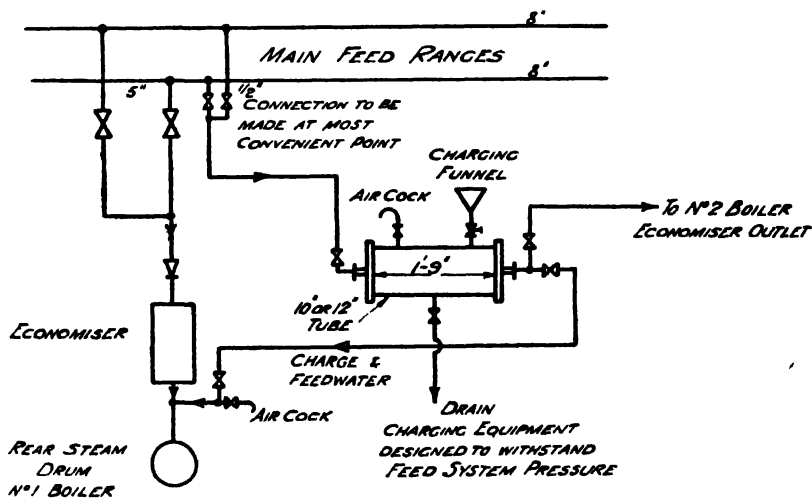 8"
MAIN FEED RANGES
8"
5"
1/2"
CONNECTION TO BE
MADE AT MOST
CONVENIENT POINT
CHARGING
FUNNEL
AIR COCK
TO Nº2 BOILER
ECONOMISER OUTLET
1'-9"
10" OR 12"
TUBE
ECONOMISER
CHARGE &
FEEDWATER
AIR COCK
DRAIN
CHARGING EQUIPMENT
DESIGNED TO WITHSTAND
FEED SYSTEM PRESSURE
REAR STEAM
DRUM
Nº1 BOILER